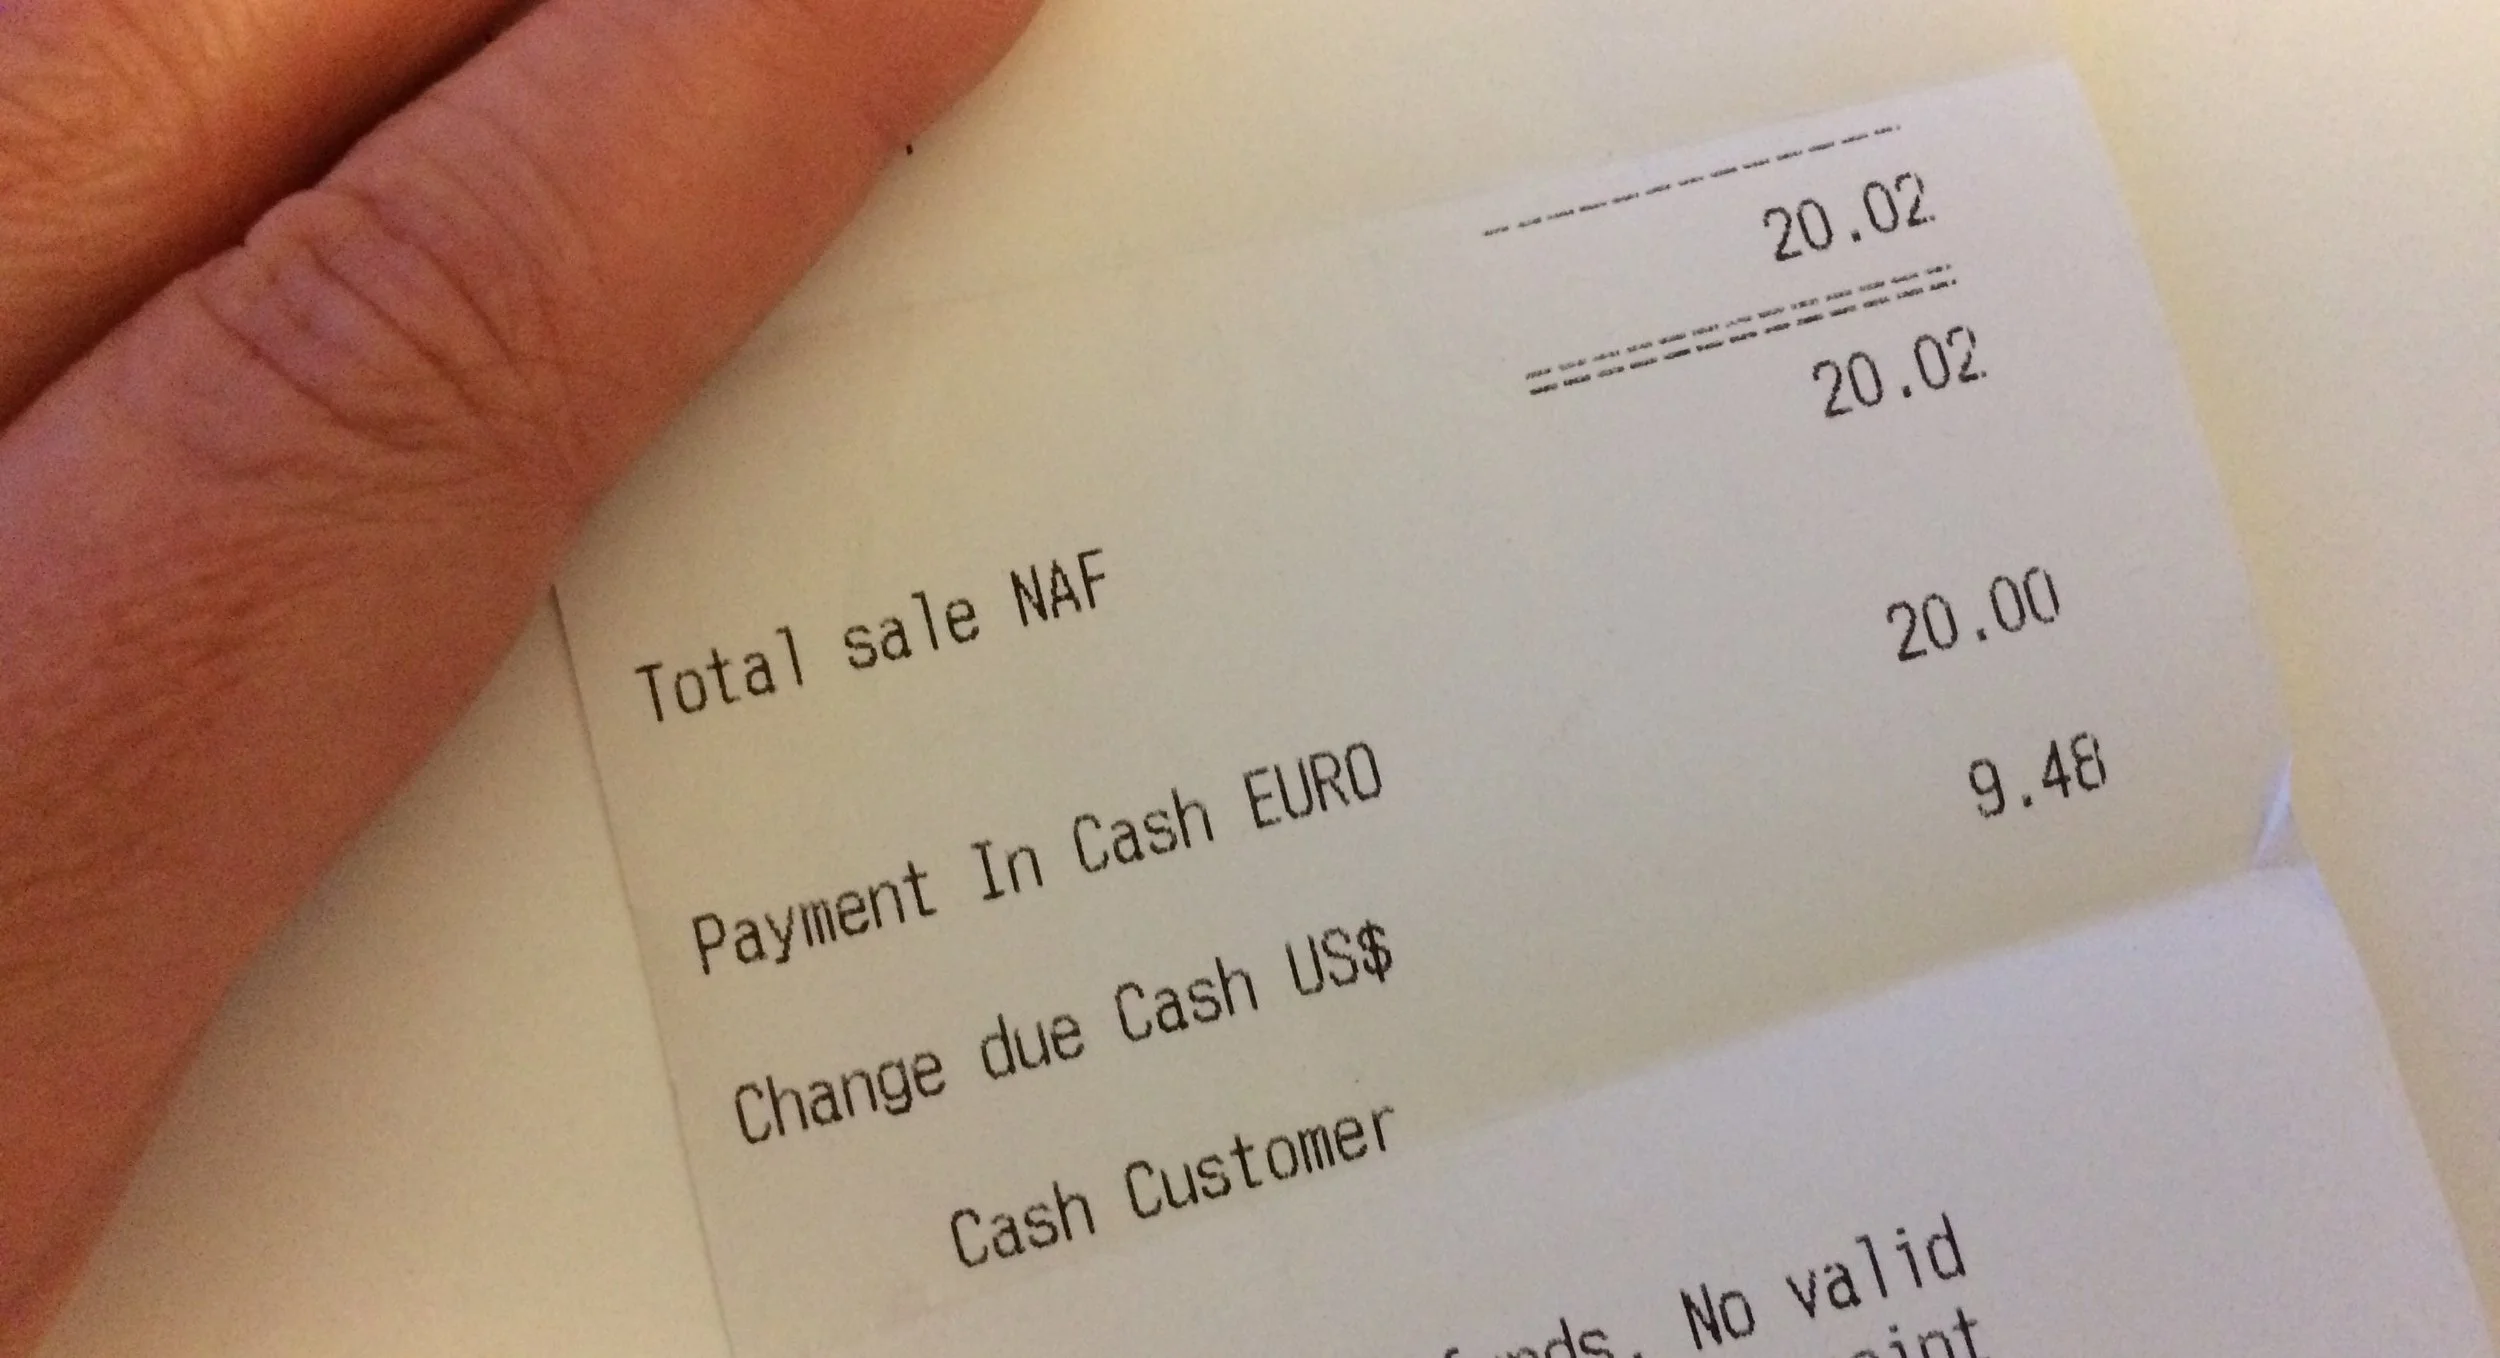 20.02
Total sale NAF 20.02
Payment In Cash EURO 20.00
Change due Cash US$ 9.48
Cash Customer
No valid